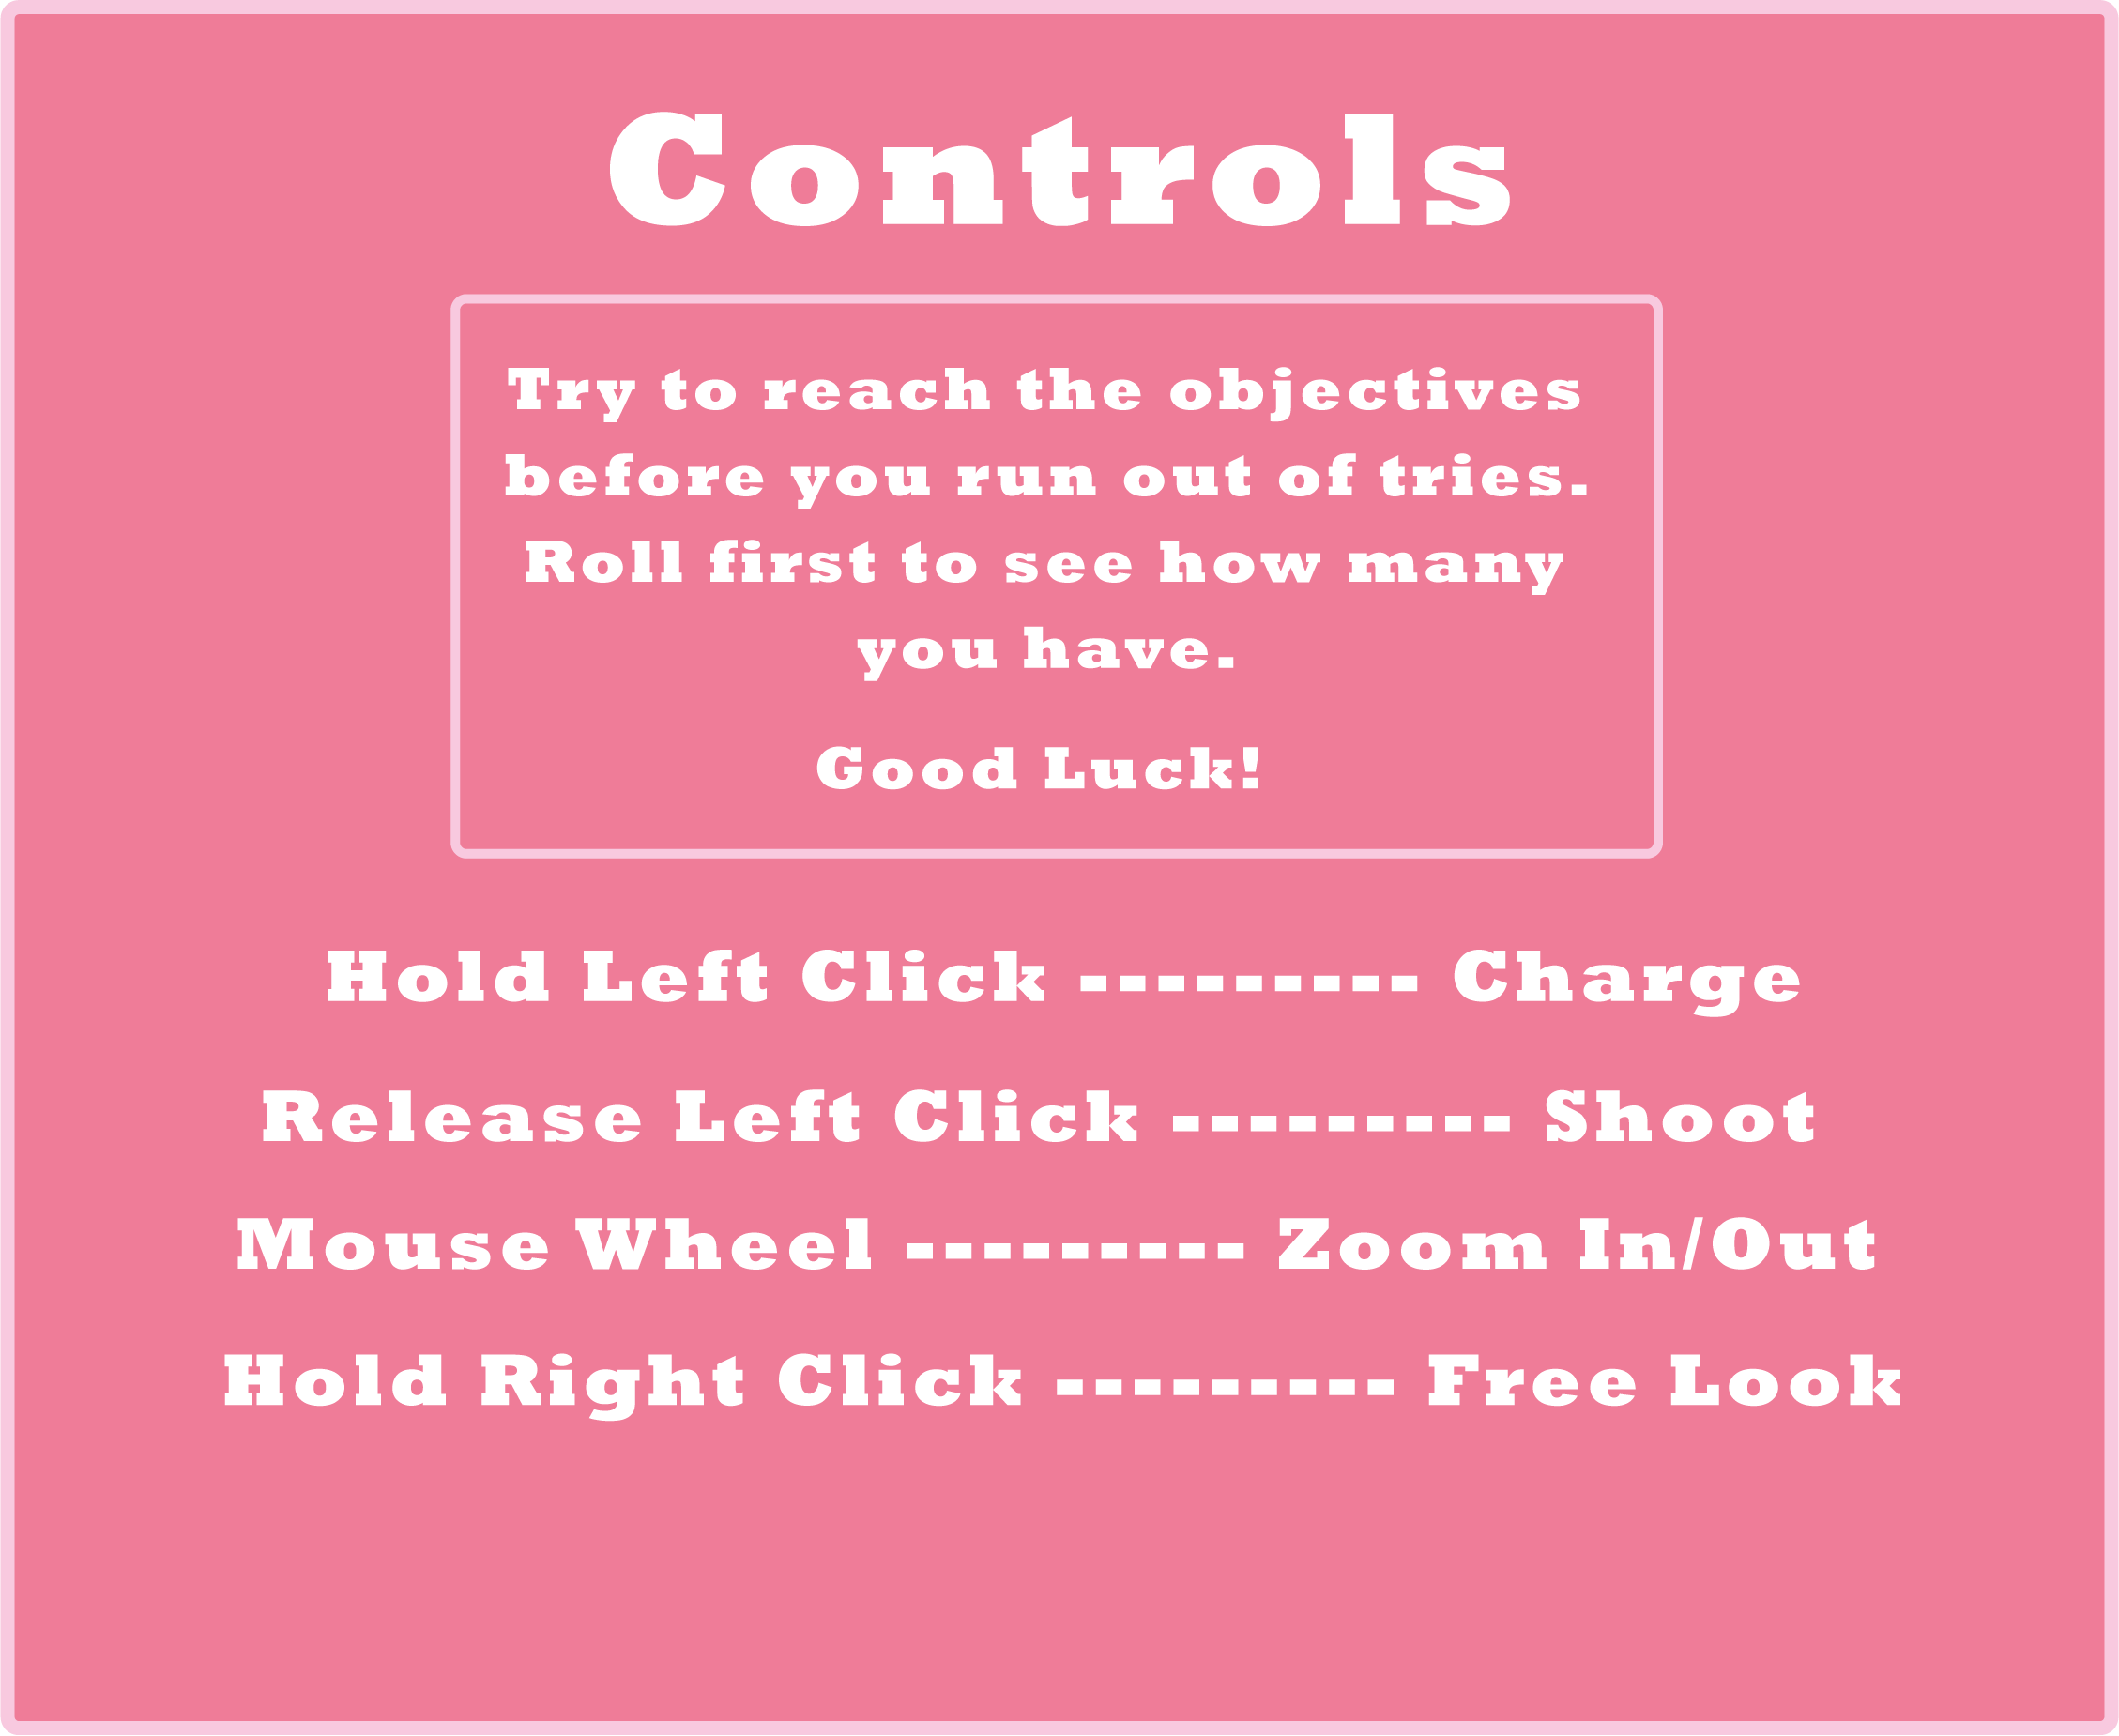 Controls
Try to reach the objectives
before you run out of tries.
Roll first to see how many
you have.
Good Luck!
Hold Left Click --------- Charge
Release Left Click --------- Shoot
Mouse Wheel --------- Zoom In/Out
Hold Right Click --------- Free Look